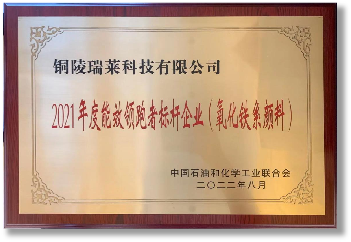 铜陵瑞莱科技有限公司
2021年度能效领跑者标杆企业（氧化铁系颜料）
中国石油和化学工业联合会
二〇二二年八月